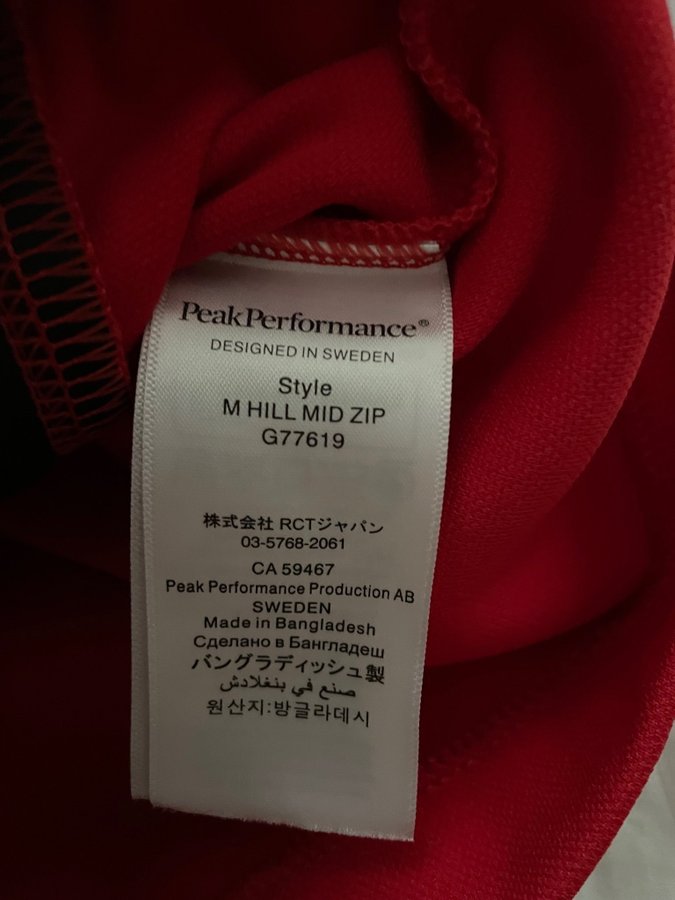 PeakPerformance®
DESIGNED IN SWEDEN
Style
M HILL MID ZIP
G77619
株式会社 RCTジャパン
03-5768-2061
CA 59467
Peak Performance Production AB
SWEDEN
Made in Bangladesh
Сделано в Бангладеш
バングラディッシュ製
صنع في بنغلادش
원산지:방글라데시